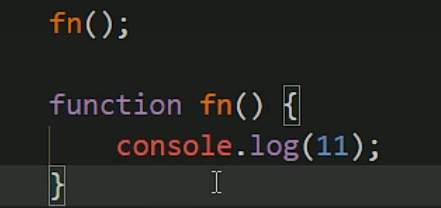 fn();
function fn() {
    console.log(11);
}